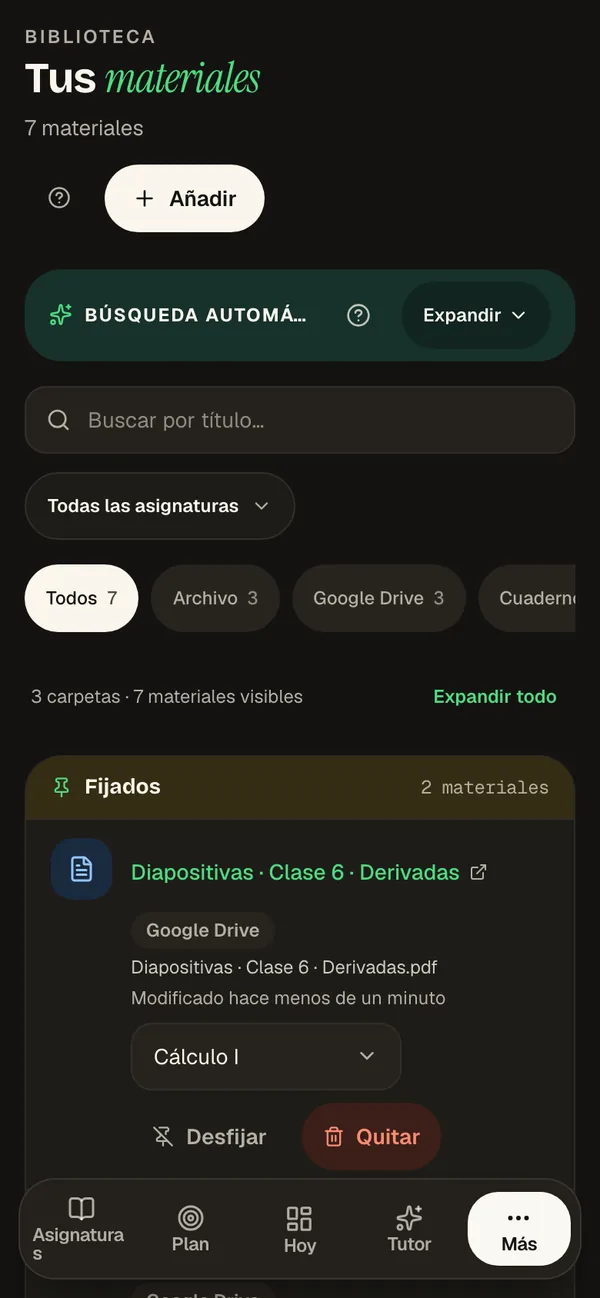 BIBLIOTECA
Tus materiales
7 materiales
Añadir
BÚSQUEDA AUTOMÁ...
Expandir
Buscar por título...
Todas las asignaturas
Todos 7
Archivo 3
Google Drive 3
Cuaderno
3 carpetas · 7 materiales visibles
Expandir todo
Fijados
2 materiales
Diapositivas · Clase 6 · Derivadas
Google Drive
Diapositivas · Clase 6 · Derivadas.pdf
Modificado hace menos de un minuto
Cálculo I
Desfijar
Quitar
Asignatura
s
Plan
Hoy
Tutor
Más
Google Drive